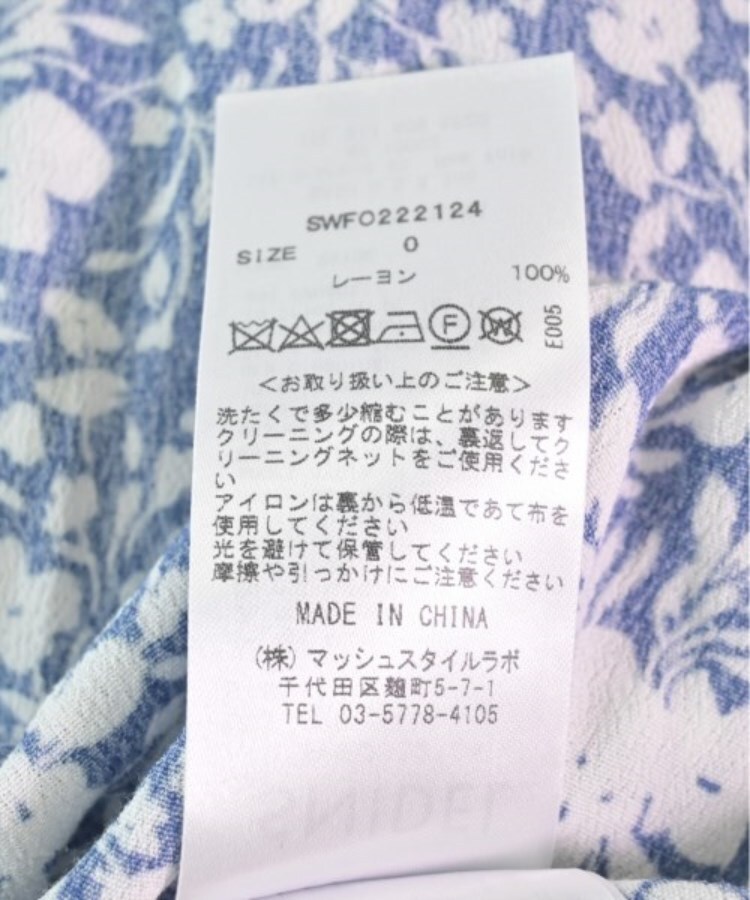 SWFO222124
SIZE 0
レーヨン 100%
F W E005
<お取り扱い上のご注意>
洗たくで多少縮むことがあります
クリーニングの際は、裏返してク
リーニングネットをご使用くださ
い
アイロンは裏から低温であて布を
使用してください
光を避けて保管してください
摩擦や引っかけにご注意ください
MADE IN CHINA
(株)マッシュスタイルラボ
千代田区麹町5-7-1
TEL 03-5778-4105